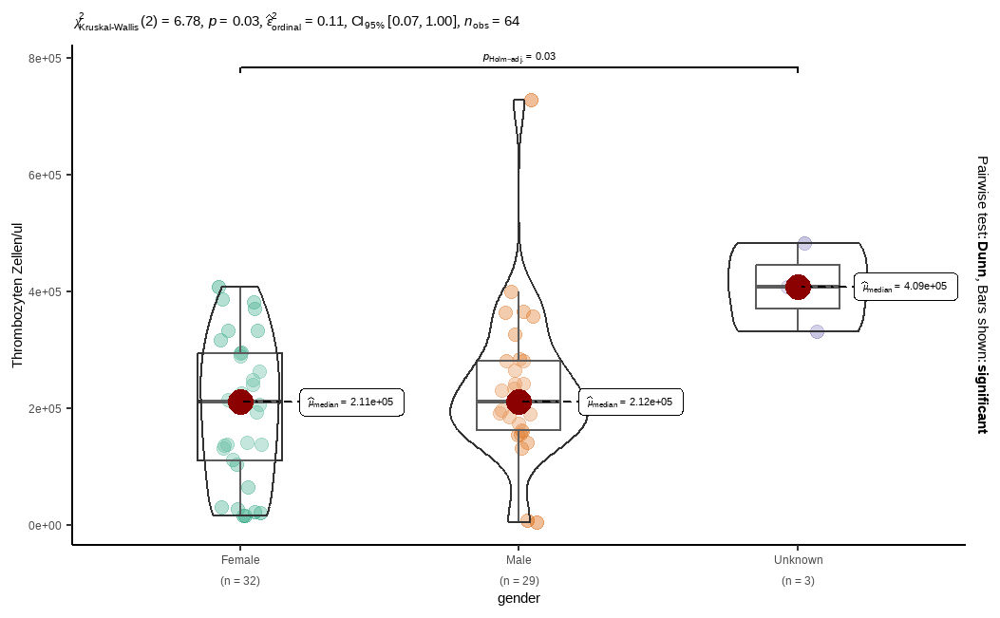 χ²Kruskal-Wallis(2) = 6.78, p = 0.03, ε̂²ordinal = 0.11, CI95% [0.07, 1.00], nobs = 64
pHolm−adj. = 0.03
8e+05
6e+05
4e+05
2e+05
0e+00
Thrombozyten Zellen/ul
μ̂median = 2.11e+05
μ̂median = 2.12e+05
μ̂median = 4.09e+05
Female
(n = 32)
Male
(n = 29)
Unknown
(n = 3)
gender
Pairwise test: Dunn, Bars shown: significant